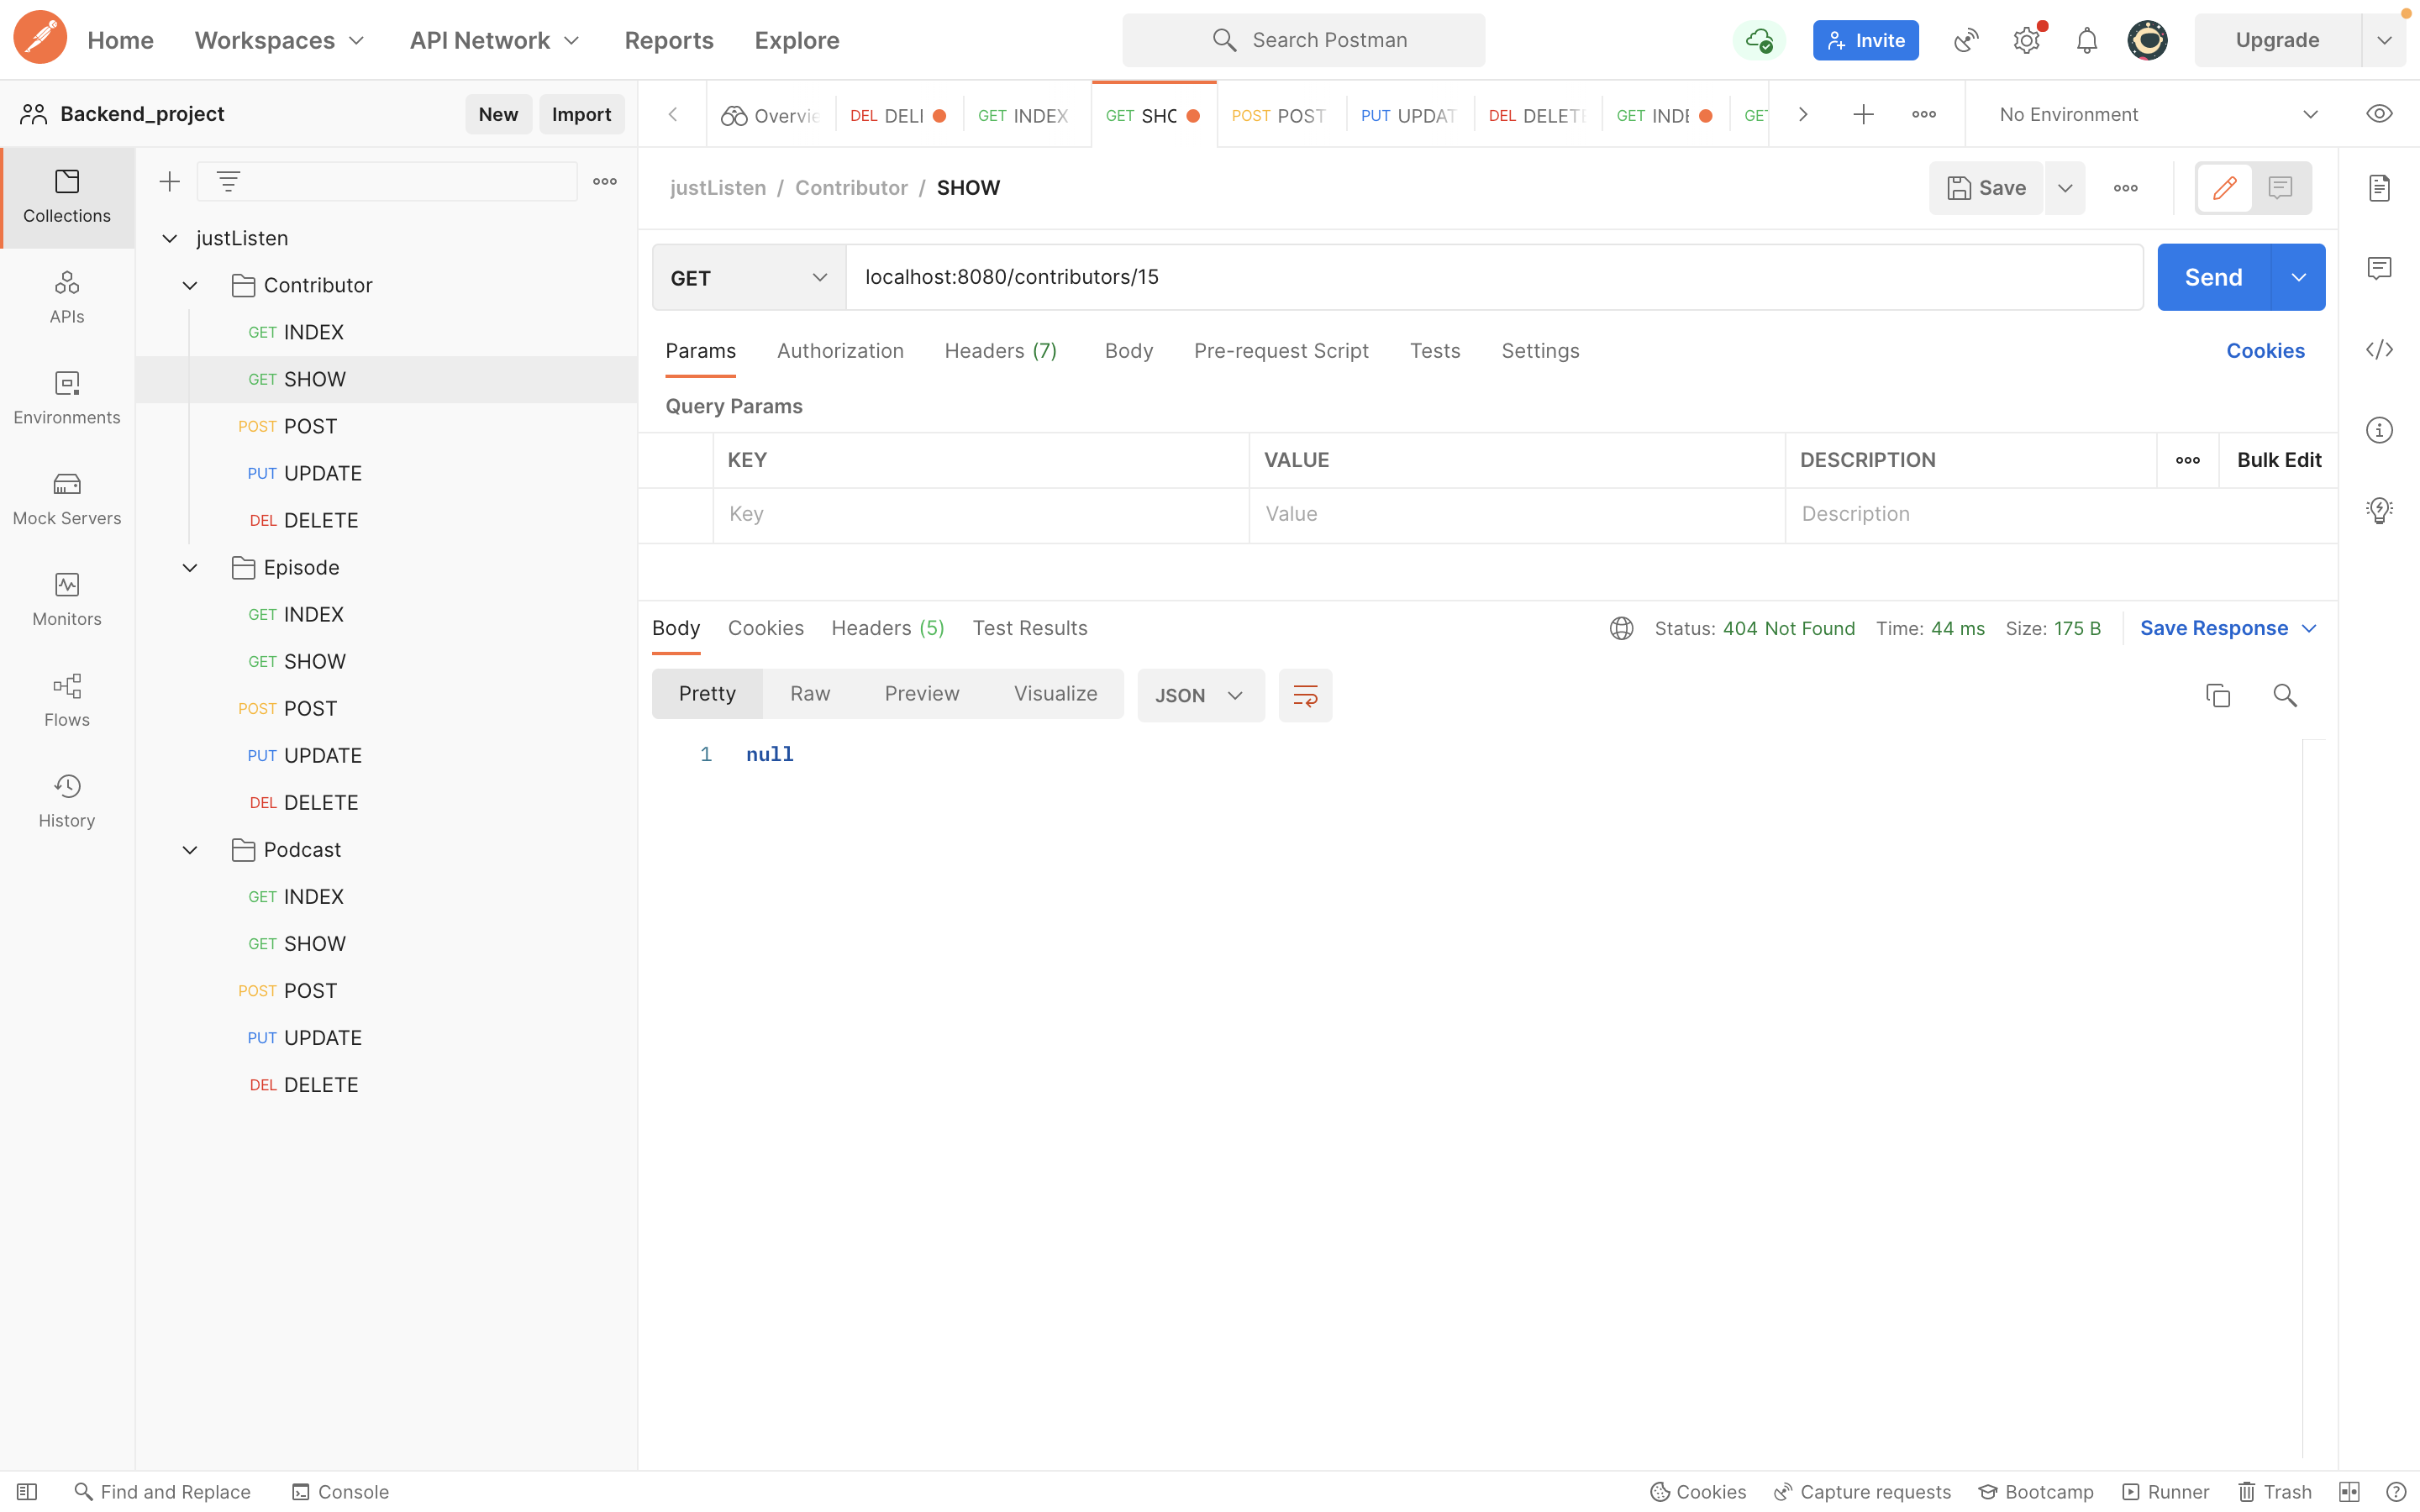 Home Workspaces API Network Reports Explore Search Postman Invite Upgrade
Backend_project New Import Overvie DEL DELI GET INDEX GET SHC POST POST PUT UPDAT DEL DELET GET INDE GET No Environment
Collections
APIs
Environments
Mock Servers
Monitors
Flows
History
justListen
Contributor
GET INDEX
GET SHOW
POST POST
PUT UPDATE
DEL DELETE
Episode
GET INDEX
GET SHOW
POST POST
PUT UPDATE
DEL DELETE
Podcast
GET INDEX
GET SHOW
POST POST
PUT UPDATE
DEL DELETE
justListen / Contributor / SHOW Save
GET localhost:8080/contributors/15 Send
Params Authorization Headers (7) Body Pre-request Script Tests Settings Cookies
Query Params
KEY VALUE DESCRIPTION Bulk Edit
Key Value Description
Body Cookies Headers (5) Test Results Status: 404 Not Found Time: 44 ms Size: 175 B Save Response
Pretty Raw Preview Visualize JSON
1 null
Find and Replace Console Cookies Capture requests Bootcamp Runner Trash